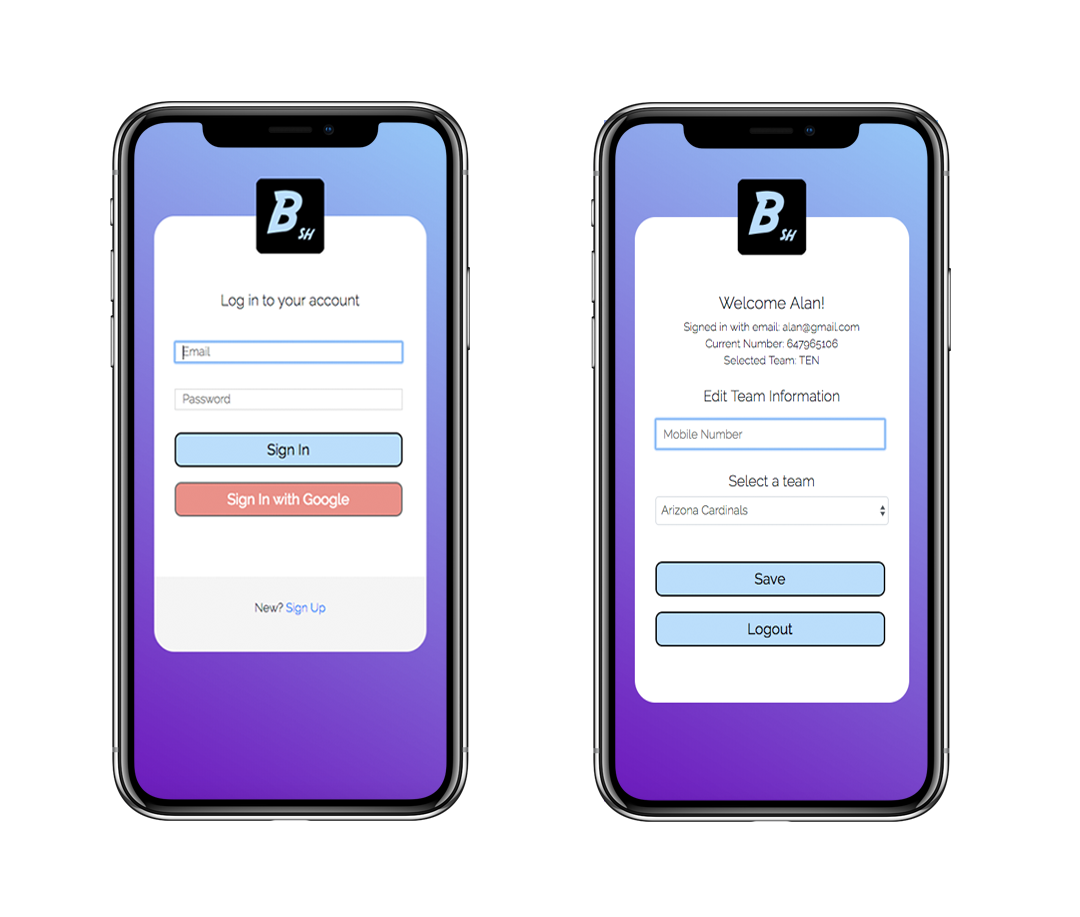 B
SH
Log in to your account
Email
Password
Sign In
Sign In with Google
New? Sign Up
B
SH
Welcome Alan!
Signed in with email: alan@gmail.com
Current Number: 647965106
Selected Team: TEN
Edit Team Information
Mobile Number
Select a team
Arizona Cardinals
Save
Logout